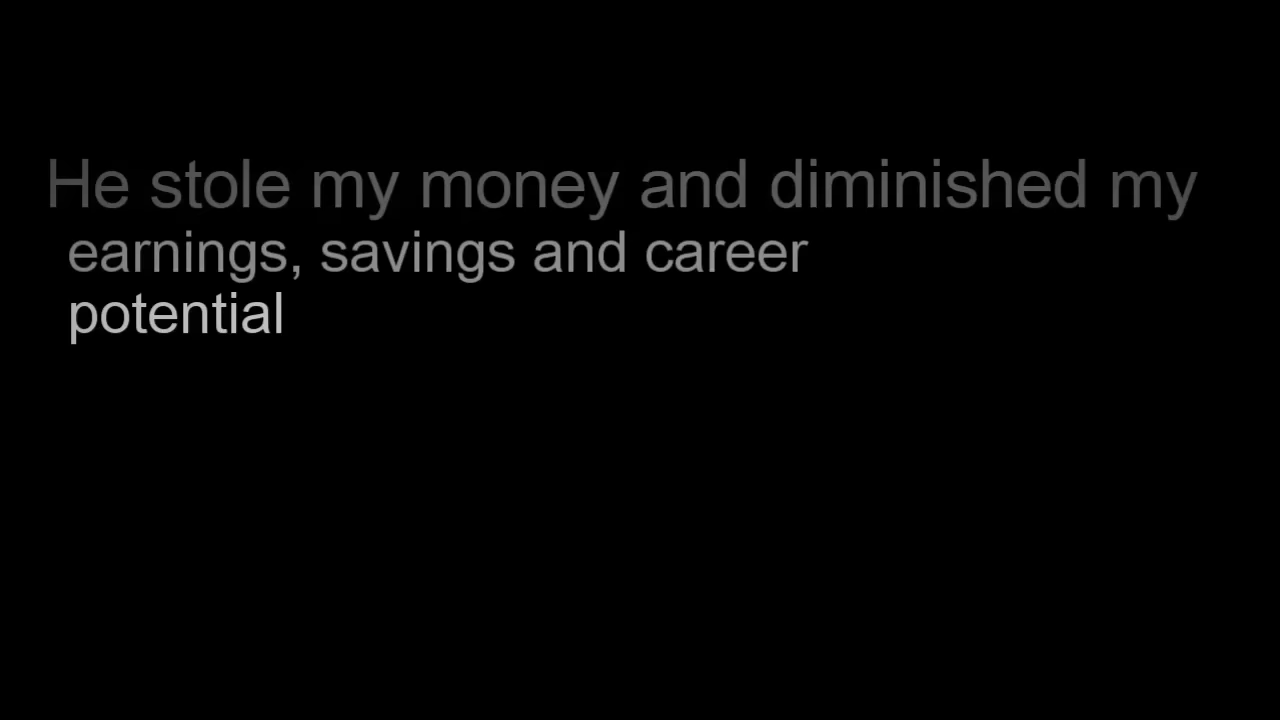 He stole my money and diminished my
earnings, savings and career
potential